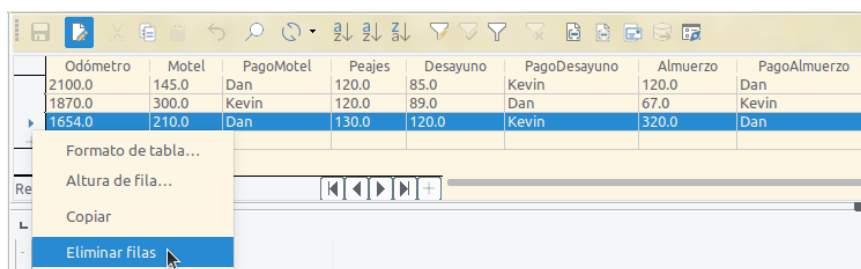 Odómetro Motel PagoMotel Peajes Desayuno PagoDesayuno Almuerzo PagoAlmuerzo
2100.0 145.0 Dan 120.0 85.0 Kevin 120.0 Dan
1870.0 300.0 Kevin 120.0 89.0 Dan 67.0 Kevin
1654.0 210.0 Dan 130.0 120.0 Kevin 320.0 Dan
Formato de tabla...
Altura de fila...
Re
Copiar
Eliminar filas